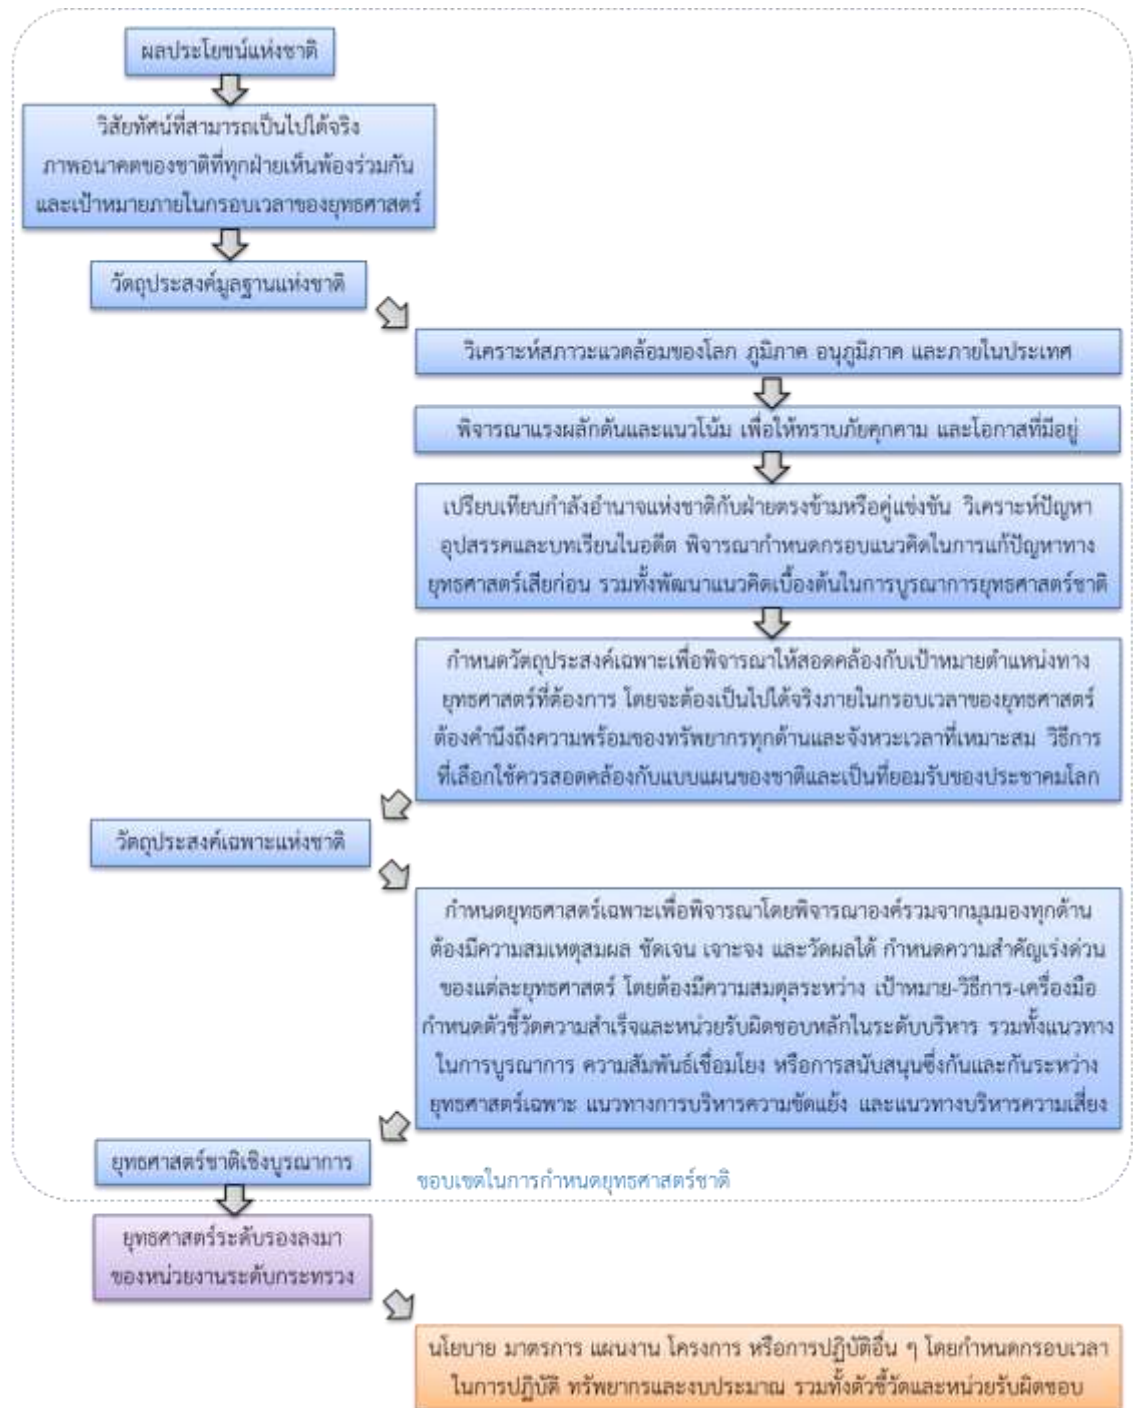 ผลประโยชน์แห่งชาติ
วิสัยทัศน์ที่สามารถเป็นไปได้จริง
ภาพอนาคตของชาติที่ทุกฝ่ายเห็นพ้องร่วมกัน
และเป้าหมายภายในกรอบเวลาของยุทธศาสตร์
วัตถุประสงค์มูลฐานแห่งชาติ
วิเคราะห์สภาวะแวดล้อมของโลก ภูมิภาค อนุภูมิภาค และภายในประเทศ
พิจารณาแรงผลักดันและแนวโน้ม เพื่อให้ทราบภัยคุกคาม และโอกาสที่มีอยู่
เปรียบเทียบกำลังอำนาจแห่งชาติกับฝ่ายตรงข้ามหรือคู่แข่งขัน วิเคราะห์ปัญหา
อุปสรรคและบทเรียนในอดีต พิจารณากำหนดกรอบแนวคิดในการแก้ปัญหาทาง
ยุทธศาสตร์เสียก่อน รวมทั้งพัฒนาแนวคิดเบื้องต้นในการบูรณาการยุทธศาสตร์ชาติ
กำหนดวัตถุประสงค์เฉพาะเพื่อพิจารณาให้สอดคล้องกับเป้าหมายตำแหน่งทาง
ยุทธศาสตร์ที่ต้องการ โดยจะต้องเป็นไปได้จริงภายในกรอบเวลาของยุทธศาสตร์
ต้องคำนึงถึงความพร้อมของทรัพยากรทุกด้านและจังหวะเวลาที่เหมาะสม วิธีการ
ที่เลือกใช้ควรสอดคล้องกับแบบแผนของชาติและเป็นที่ยอมรับของประชาคมโลก
วัตถุประสงค์เฉพาะแห่งชาติ
กำหนดยุทธศาสตร์เฉพาะเพื่อพิจารณาโดยพิจารณาองค์รวมจากมุมมองทุกด้าน
ต้องมีความสมเหตุสมผล ชัดเจน เจาะจง และวัดผลได้ กำหนดความสำคัญเร่งด่วน
ของแต่ละยุทธศาสตร์ โดยต้องมีความสมดุลระหว่าง เป้าหมาย-วิธีการ-เครื่องมือ
กำหนดตัวชี้วัดความสำเร็จและหน่วยรับผิดชอบหลักในระดับบริหาร รวมทั้งแนวทาง
ในการบูรณาการ ความสัมพันธ์เชื่อมโยง หรือการสนับสนุนซึ่งกันและกันระหว่าง
ยุทธศาสตร์เฉพาะ แนวทางการบริหารความขัดแย้ง และแนวทางบริหารความเสี่ยง
ยุทธศาสตร์ชาติเชิงบูรณาการ
ขอบเขตในการกำหนดยุทธศาสตร์ชาติ
ยุทธศาสตร์ระดับรองลงมา
ของหน่วยงานระดับกระทรวง
นโยบาย มาตรการ แผนงาน โครงการ หรือการปฏิบัติอื่น ๆ โดยกำหนดกรอบเวลา
ในการปฏิบัติ ทรัพยากรและงบประมาณ รวมทั้งตัวชี้วัดและหน่วยรับผิดชอบ